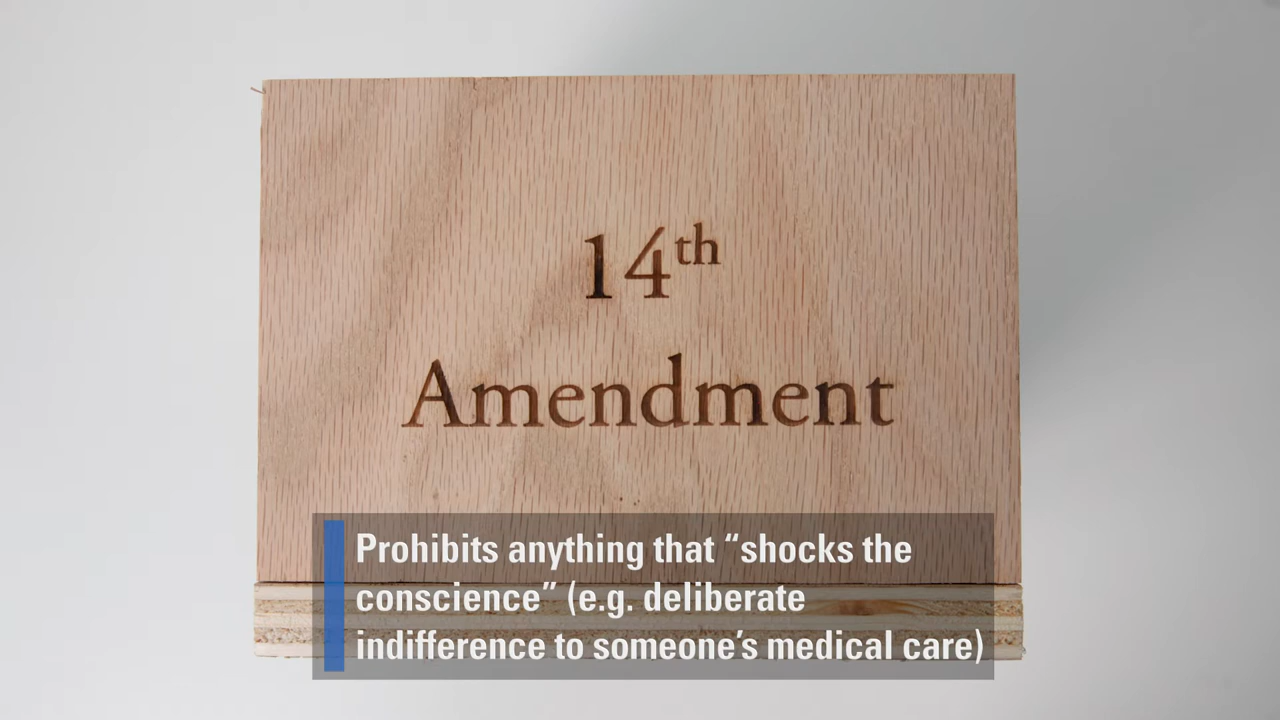 14th
Amendment
Prohibits anything that “shocks the
conscience” (e.g. deliberate
indifference to someone’s medical care)